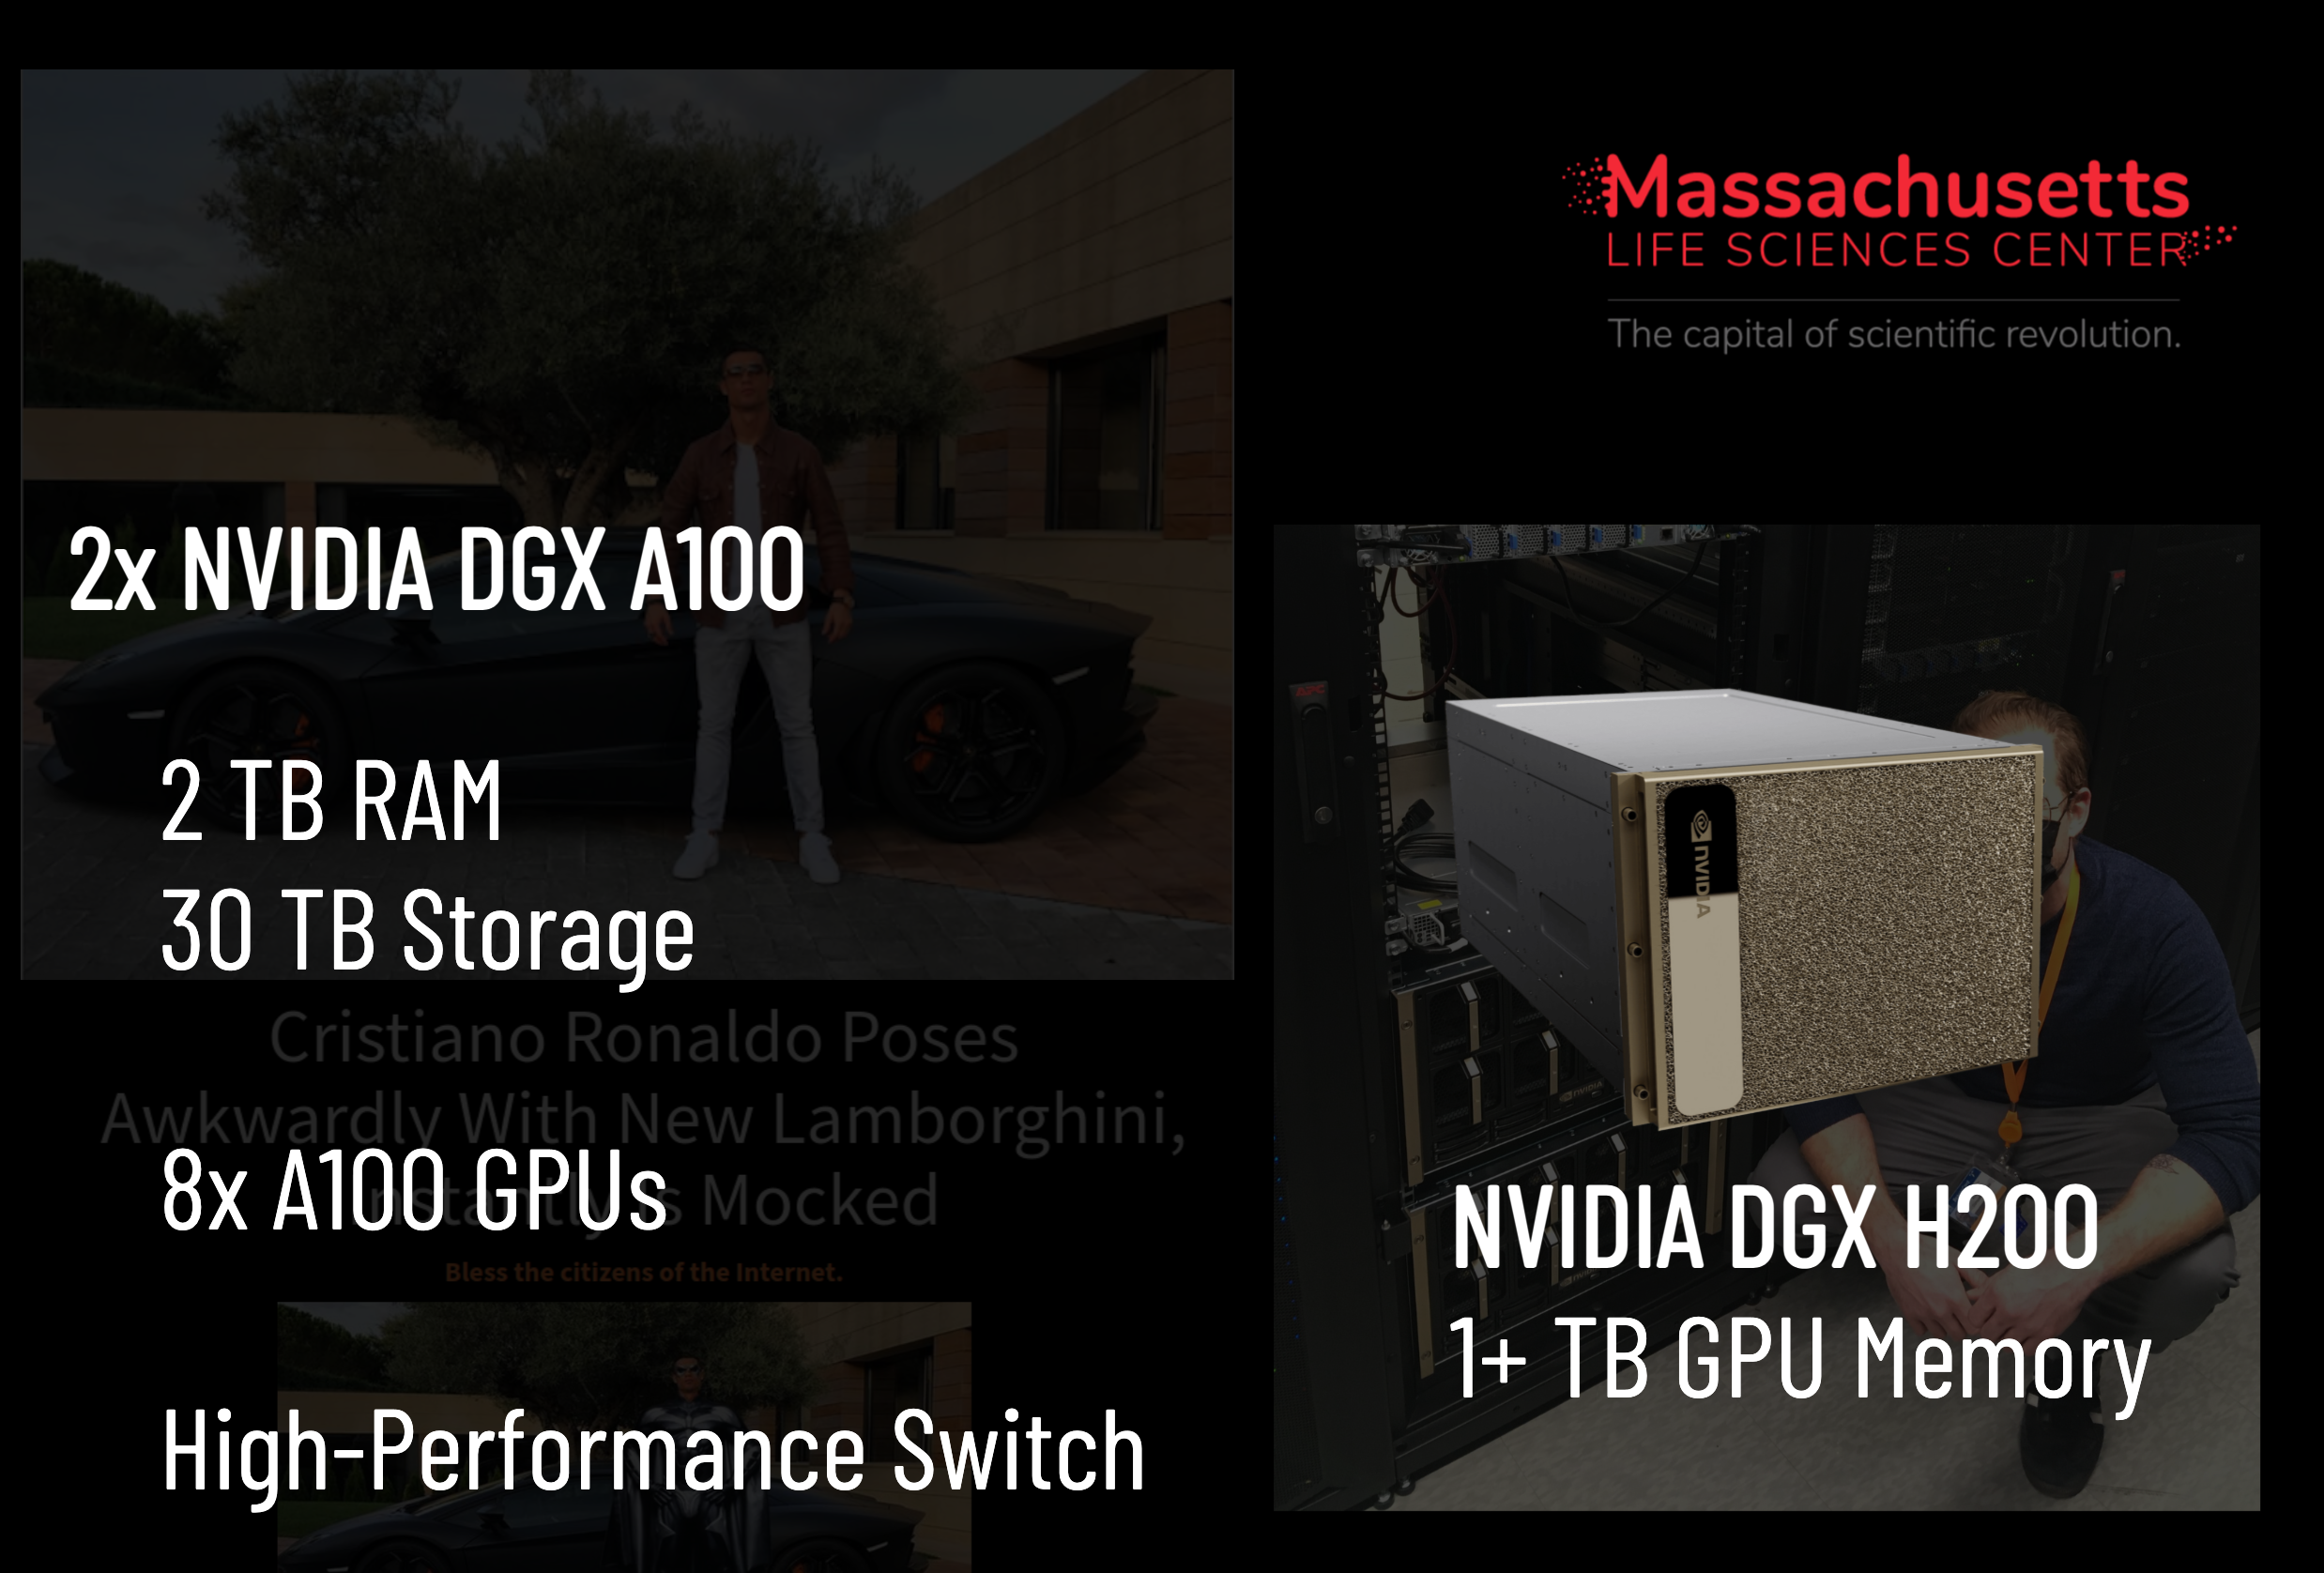 Massachusetts
LIFE SCIENCES CENTER
The capital of scientific revolution.
2x NVIDIA DGX A100
2 TB RAM
30 TB Storage
Cristiano Ronaldo Poses
Awkwardly With New Lamborghini,
Mocked
8x A100 GPUs
Bless the citizens of the Internet.
High-Performance Switch
APC
NVIDIA
NVIDIA DGX H200
1+ TB GPU Memory